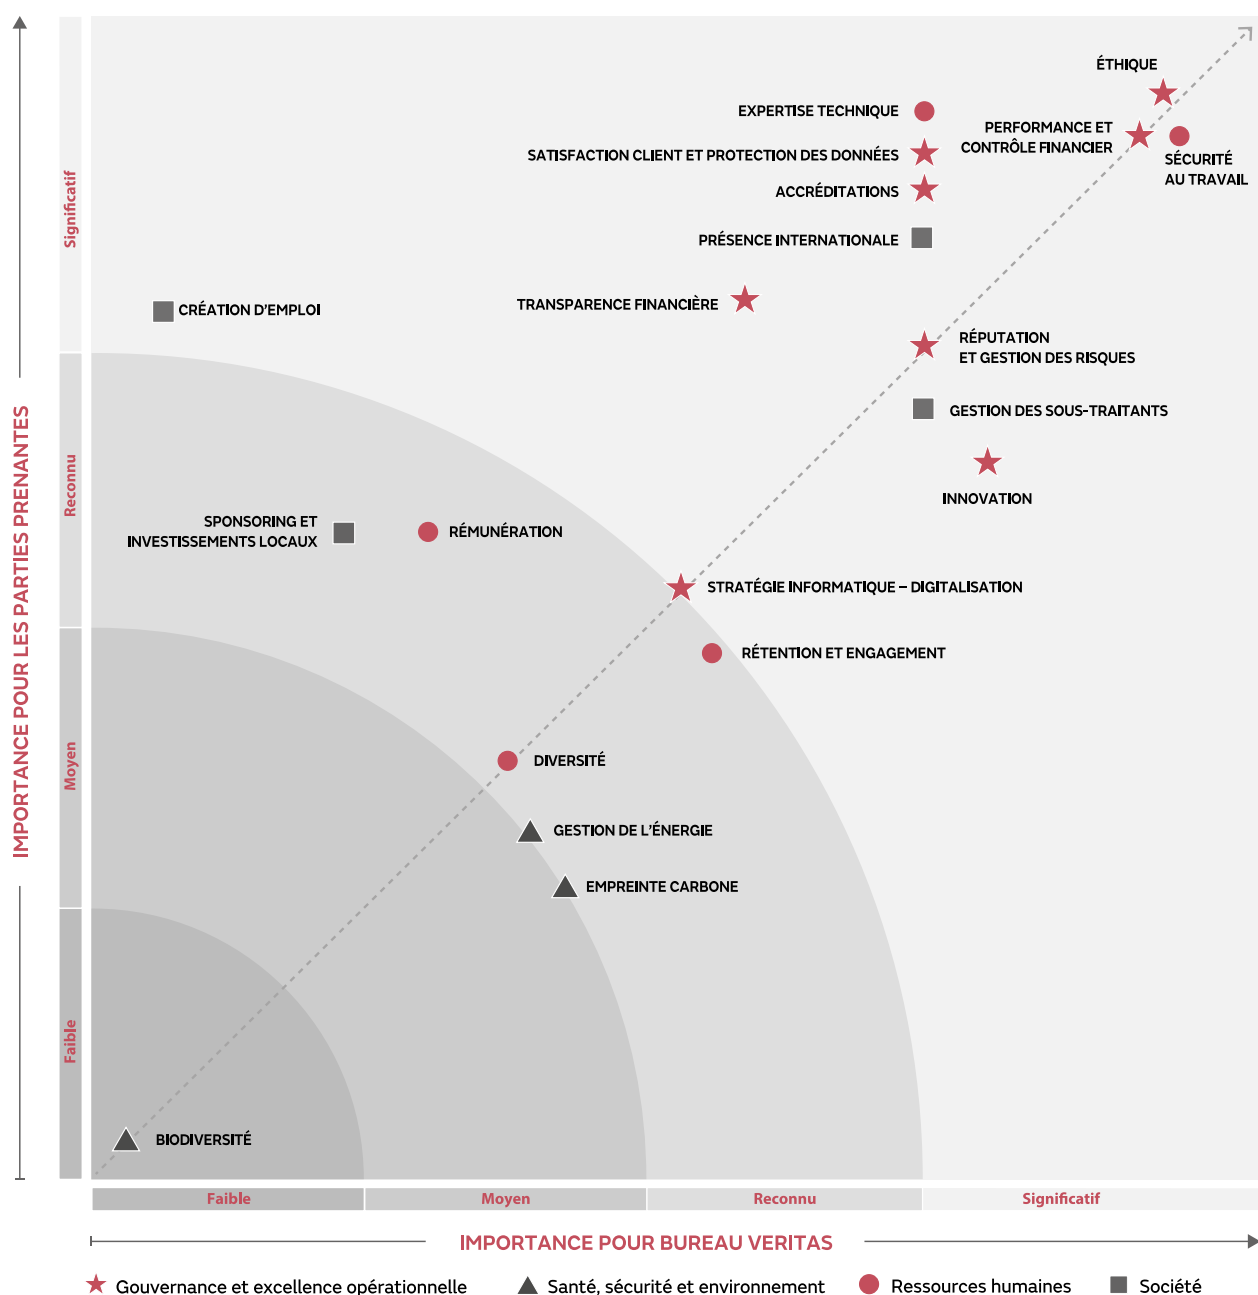 ÉTHIQUE
EXPERTISE TECHNIQUE
PERFORMANCE ET
CONTRÔLE FINANCIER
SATISFACTION CLIENT ET PROTECTION DES DONNÉES
SÉCURITÉ
AU TRAVAIL
ACCRÉDITATIONS
PRÉSENCE INTERNATIONALE
TRANSPARENCE FINANCIÈRE
CRÉATION D'EMPLOI
RÉPUTATION
ET GESTION DES RISQUES
GESTION DES SOUS-TRAITANTS
INNOVATION
SPONSORING ET
INVESTISSEMENTS LOCAUX
RÉMUNÉRATION
STRATÉGIE INFORMATIQUE – DIGITALISATION
RÉTENTION ET ENGAGEMENT
DIVERSITÉ
GESTION DE L'ÉNERGIE
EMPREINTE CARBONE
BIODIVERSITÉ
IMPORTANCE POUR LES PARTIES PRENANTES
Significatif
Reconnu
Moyen
Faible
Faible
Moyen
Reconnu
Significatif
IMPORTANCE POUR BUREAU VERITAS
Gouvernance et excellence opérationnelle
Santé, sécurité et environnement
Ressources humaines
Société